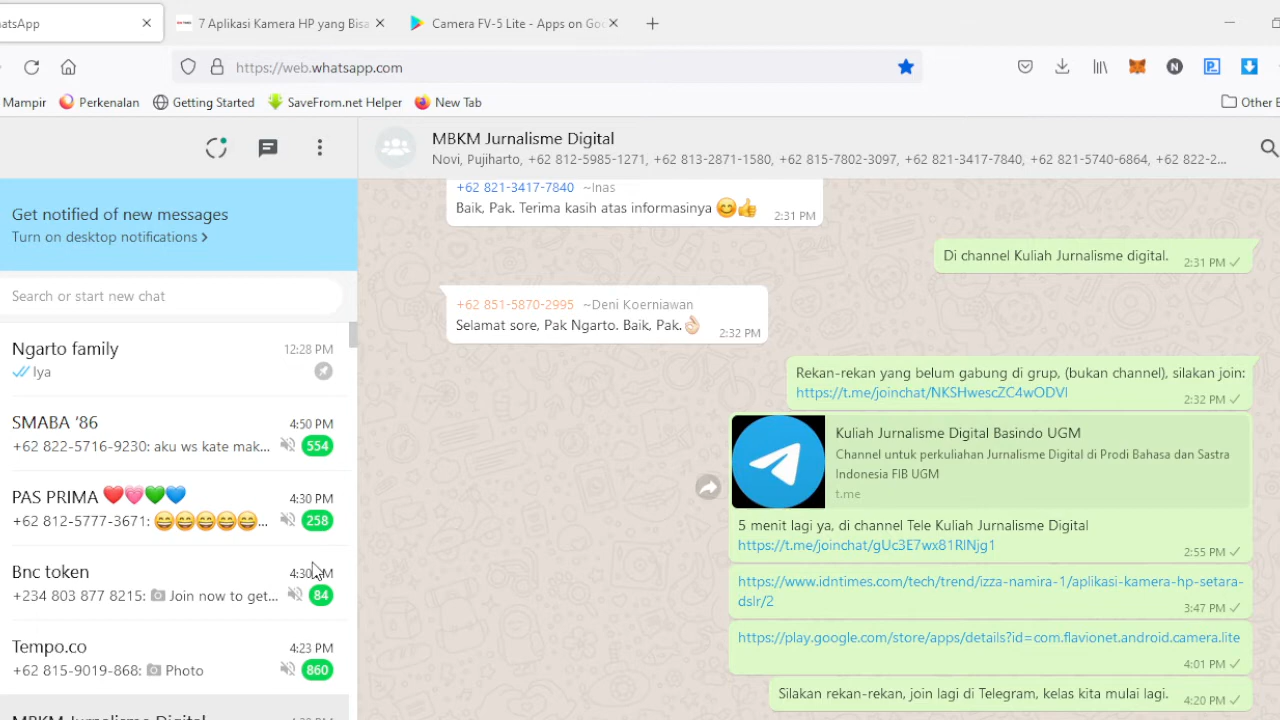 atsApp
7 Aplikasi Kamera HP yang Bisa
Camera FV-5 Lite - Apps on Goo
https://web.whatsapp.com
Mampir
Perkenalan
Getting Started
SaveFrom.net Helper
New Tab
Other B
MBKM Jurnalisme Digital
Novi, Pujiharto, +62 812-5985-1271, +62 813-2871-1580, +62 815-7802-3097, +62 821-3417-7840, +62 821-5740-6864, +62 822-2...
Get notified of new messages
Turn on desktop notifications >
Search or start new chat
Ngarto family
12:28 PM
Iya
SMABA '86
4:50 PM
+62 822-5716-9230: aku ws kate mak...
554
PAS PRIMA ❤️💗💚💙
4:30 PM
+62 812-5777-3671: 😄😄😄😄😄...
258
Bnc token
4:30 PM
+234 803 877 8215: 📷 Join now to get...
84
Tempo.co
4:23 PM
+62 815-9019-868: 📷 Photo
860
MBKM Jurnalisme Digital
+62 821-3417-7840 ~Inas
Baik, Pak. Terima kasih atas informasinya 😊👍
2:31 PM
Di channel Kuliah Jurnalisme digital.
2:31 PM
+62 851-5870-2995 ~Deni Koerniawan
Selamat sore, Pak Ngarto. Baik, Pak.👌🏻
2:32 PM
Rekan-rekan yang belum gabung di grup, (bukan channel), silakan join:
https://t.me/joinchat/NKSHwescZC4wODVl
2:32 PM
Kuliah Jurnalisme Digital Basindo UGM
Channel untuk perkuliahan Jurnalisme Digital di Prodi Bahasa dan Sastra
Indonesia FIB UGM
t.me
5 menit lagi ya, di channel Tele Kuliah Jurnalisme Digital
https://t.me/joinchat/gUc3E7wx81RlNjg1
2:55 PM
https://www.idntimes.com/tech/trend/izza-namira-1/aplikasi-kamera-hp-setara-
dslr/2
3:47 PM
https://play.google.com/store/apps/details?id=com.flavionet.android.camera.lite
4:01 PM
Silakan rekan-rekan, join lagi di Telegram, kelas kita mulai lagi.
4:20 PM